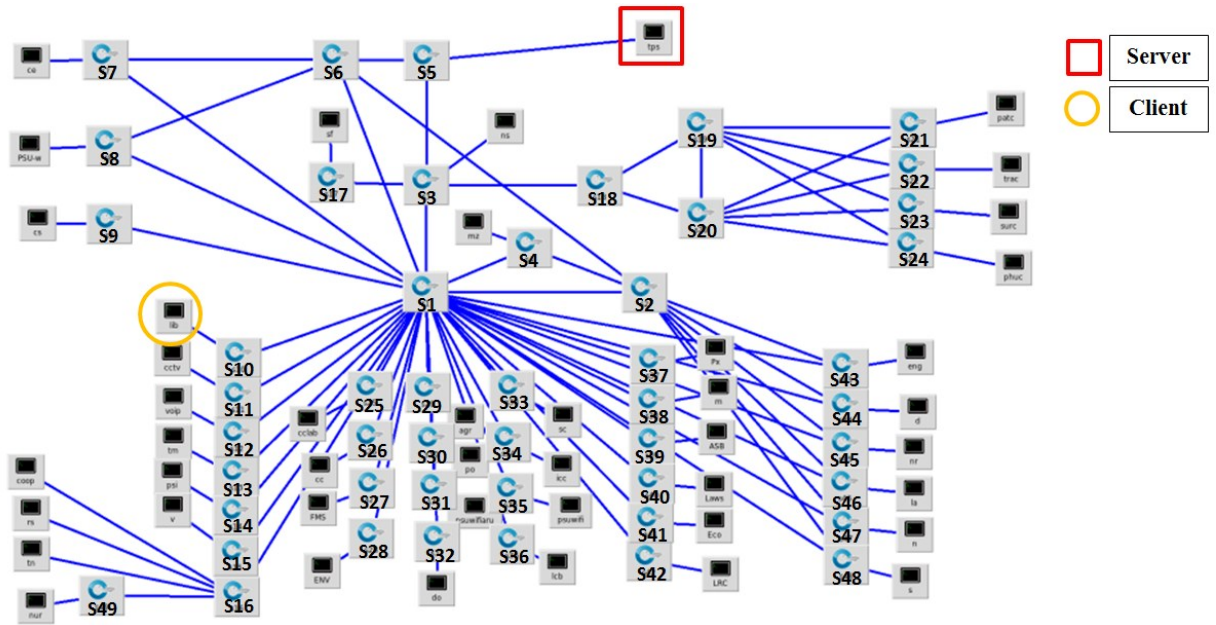 tps
Server
ce
S7
S6
S5
Client
sf
ns
S19
S21
patc
PSU-w
S8
S17
S3
S18
S22
trac
cs
S9
mz
S4
S20
S23
surc
S24
phuc
S1
S2
lib
S10
cctv
S11
voip
S12
tm
S13
psi
S14
v
S15
S16
coop
rs
tn
nur
S49
S25
cclab
S26
cc
S27
FMS
S28
ENV
S29
agr
S30
po
S31
psuwifiaru
S32
do
S33
sc
S34
icc
S35
psuwifi
S36
lcb
S37
Px
S38
m
S39
ASB
S40
Laws
S41
Eco
S42
LRC
S43
eng
S44
d
S45
nr
S46
la
S47
n
S48
s